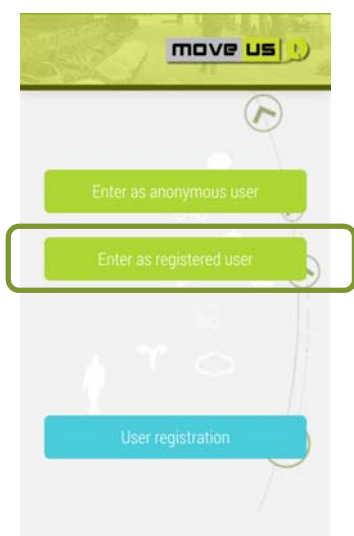 move us
Enter as anonymous user
Enter as registered user
User registration